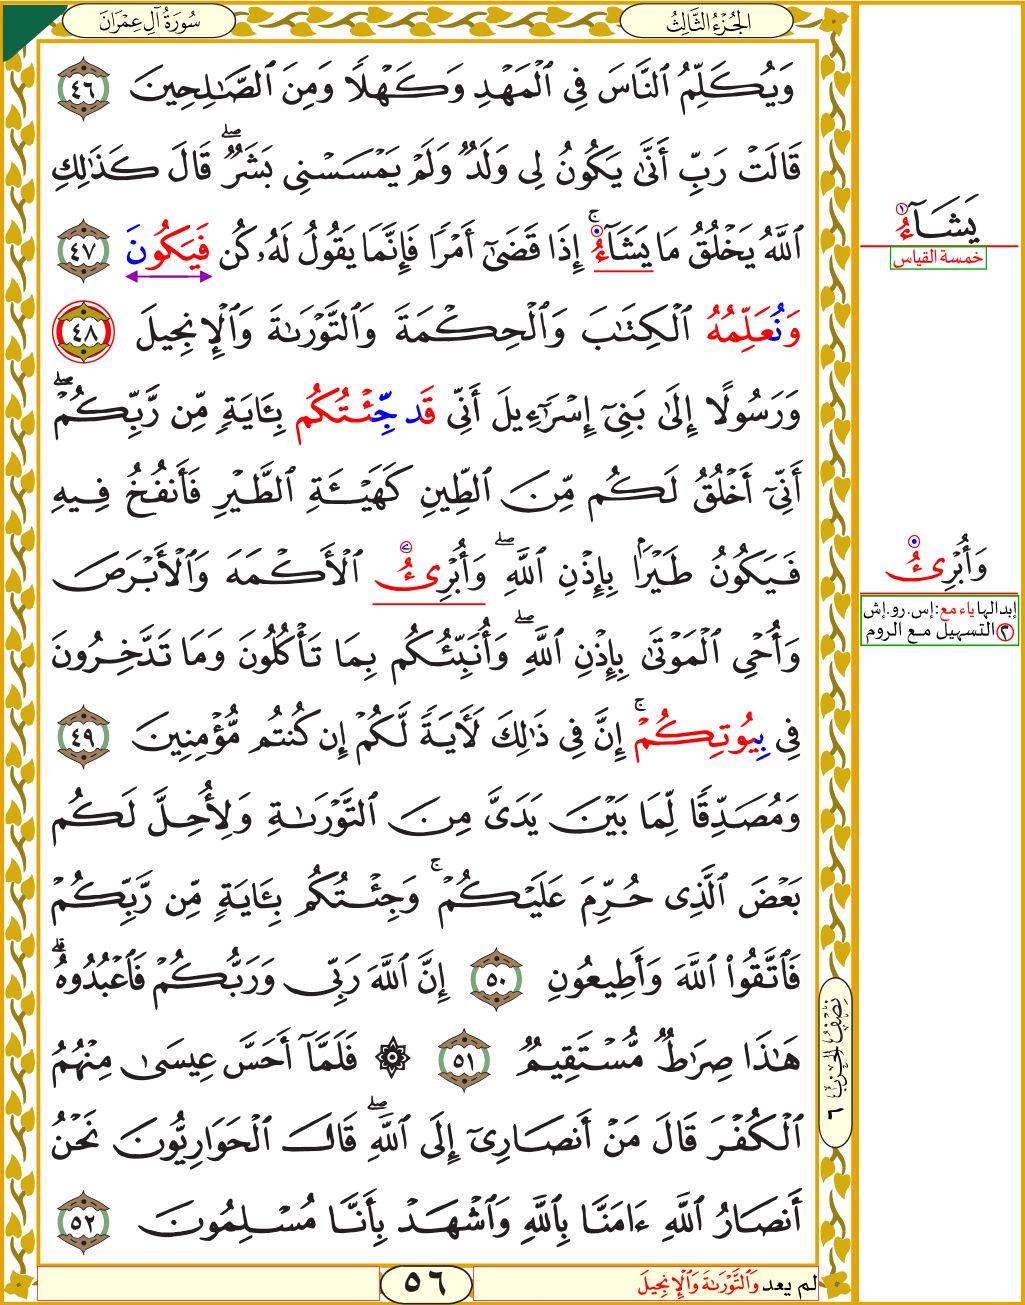 سُورَةُ آلِ عِمْرَانَ
الجُزْءُ الثَّالِثُ
وَيُكَلِّمُ ٱلنَّاسَ فِي ٱلْمَهْدِ وَكَهْلًا وَمِنَ ٱلصَّٰلِحِينَ ٤٦
قَالَتْ رَبِّ أَنَّىٰ يَكُونُ لِي وَلَدٌ وَلَمْ يَمْسَسْنِي بَشَرٌۖ قَالَ كَذَٰلِكِ
ٱللَّهُ يَخْلُقُ مَا يَشَآءُۚ إِذَا قَضَىٰٓ أَمْرًا فَإِنَّمَا يَقُولُ لَهُۥ كُن فَيَكُونَ ٤٧
وَنُعَلِّمُهُ ٱلْكِتَٰبَ وَٱلْحِكْمَةَ وَٱلتَّوْرَىٰةَ وَٱلْإِنجِيلَ ٤٨
وَرَسُولًا إِلَىٰ بَنِيٓ إِسْرَٰٓءِيلَ أَنِّي قَد جِّئْتُكُم بِـَٔايَةٍ مِّن رَّبِّكُمْۖ
أَنِّيٓ أَخْلُقُ لَكُم مِّنَ ٱلطِّينِ كَهَيْـَٔةِ ٱلطَّيْرِ فَأَنفُخُ فِيهِ
فَيَكُونُ طَيْرًۢا بِإِذْنِ ٱللَّهِۖ وَأُبْرِئُ ٱلْأَكْمَهَ وَٱلْأَبْرَصَ
وَأُحْيِ ٱلْمَوْتَىٰ بِإِذْنِ ٱللَّهِۖ وَأُنَبِّئُكُم بِمَا تَأْكُلُونَ وَمَا تَدَّخِرُونَ
فِي بِيُوتِكُمْۚ إِنَّ فِي ذَٰلِكَ لَـَٔايَةً لَّكُمْ إِن كُنتُم مُّؤْمِنِينَ ٤٩
وَمُصَدِّقًا لِّمَا بَيْنَ يَدَيَّ مِنَ ٱلتَّوْرَىٰةِ وَلِأُحِلَّ لَكُم
بَعْضَ ٱلَّذِي حُرِّمَ عَلَيْكُمْۚ وَجِئْتُكُم بِـَٔايَةٍ مِّن رَّبِّكُمْ
فَٱتَّقُواْ ٱللَّهَ وَأَطِيعُونِ ٥٠ إِنَّ ٱللَّهَ رَبِّي وَرَبُّكُمْ فَٱعْبُدُوهُۗ
هَٰذَا صِرَٰطٌ مُّسْتَقِيمٌ ٥١ ۞ فَلَمَّآ أَحَسَّ عِيسَىٰ مِنْهُمُ
ٱلْكُفْرَ قَالَ مَنْ أَنصَارِيٓ إِلَى ٱللَّهِۖ قَالَ ٱلْحَوَارِيُّونَ نَحْنُ
أَنصَارُ ٱللَّهِ ءَامَنَّا بِٱللَّهِ وَٱشْهَدْ بِأَنَّا مُسْلِمُونَ ٥٢
يَشَآءُ ١
خمسة القياس
وَأُبْرِئُ
إبدالها ياء مع: إس.رو.إش
٢ التسهيل مع الروم
نِصْفُ الحِزْبِ ٦
لم يعد وَٱلتَّوْرَىٰةَ وَٱلْإِنجِيلَ
٥٦